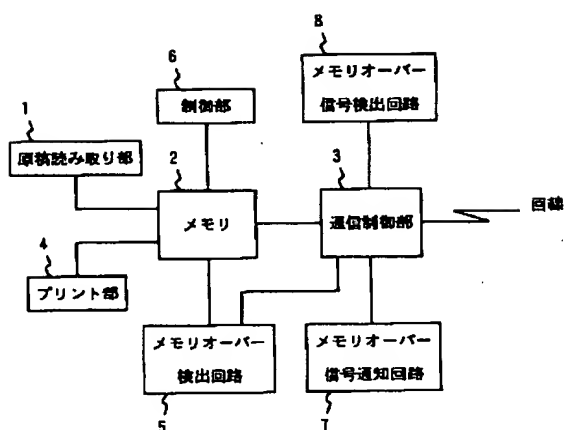 8
メモリオーバー
信号検出回路
6
制御部
1
原稿読み取り部
2
メモリ
3
通信制御部
回線
4
プリント部
メモリオーバー
検出回路
5
メモリオーバー
信号通知回路
7